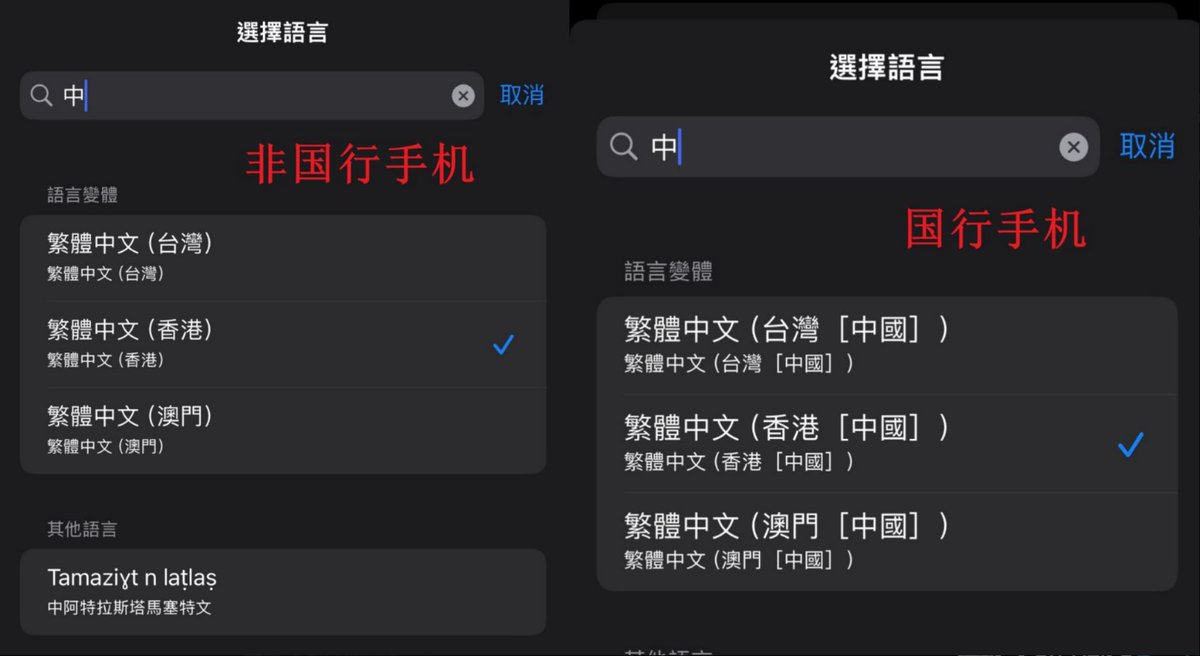 選擇語言
中
取消
非国行手机
語言變體
繁體中文 (台灣)
繁體中文 (台灣)
繁體中文 (香港)
繁體中文 (香港)
繁體中文 (澳門)
繁體中文 (澳門)
其他語言
Tamaziɣt n laṭlaṣ
中阿特拉斯塔馬塞特文
選擇語言
中
取消
国行手机
語言變體
繁體中文 (台灣［中國］)
繁體中文 (台灣［中國］)
繁體中文 (香港［中國］)
繁體中文 (香港［中國］)
繁體中文 (澳門［中國］)
繁體中文 (澳門［中國］)